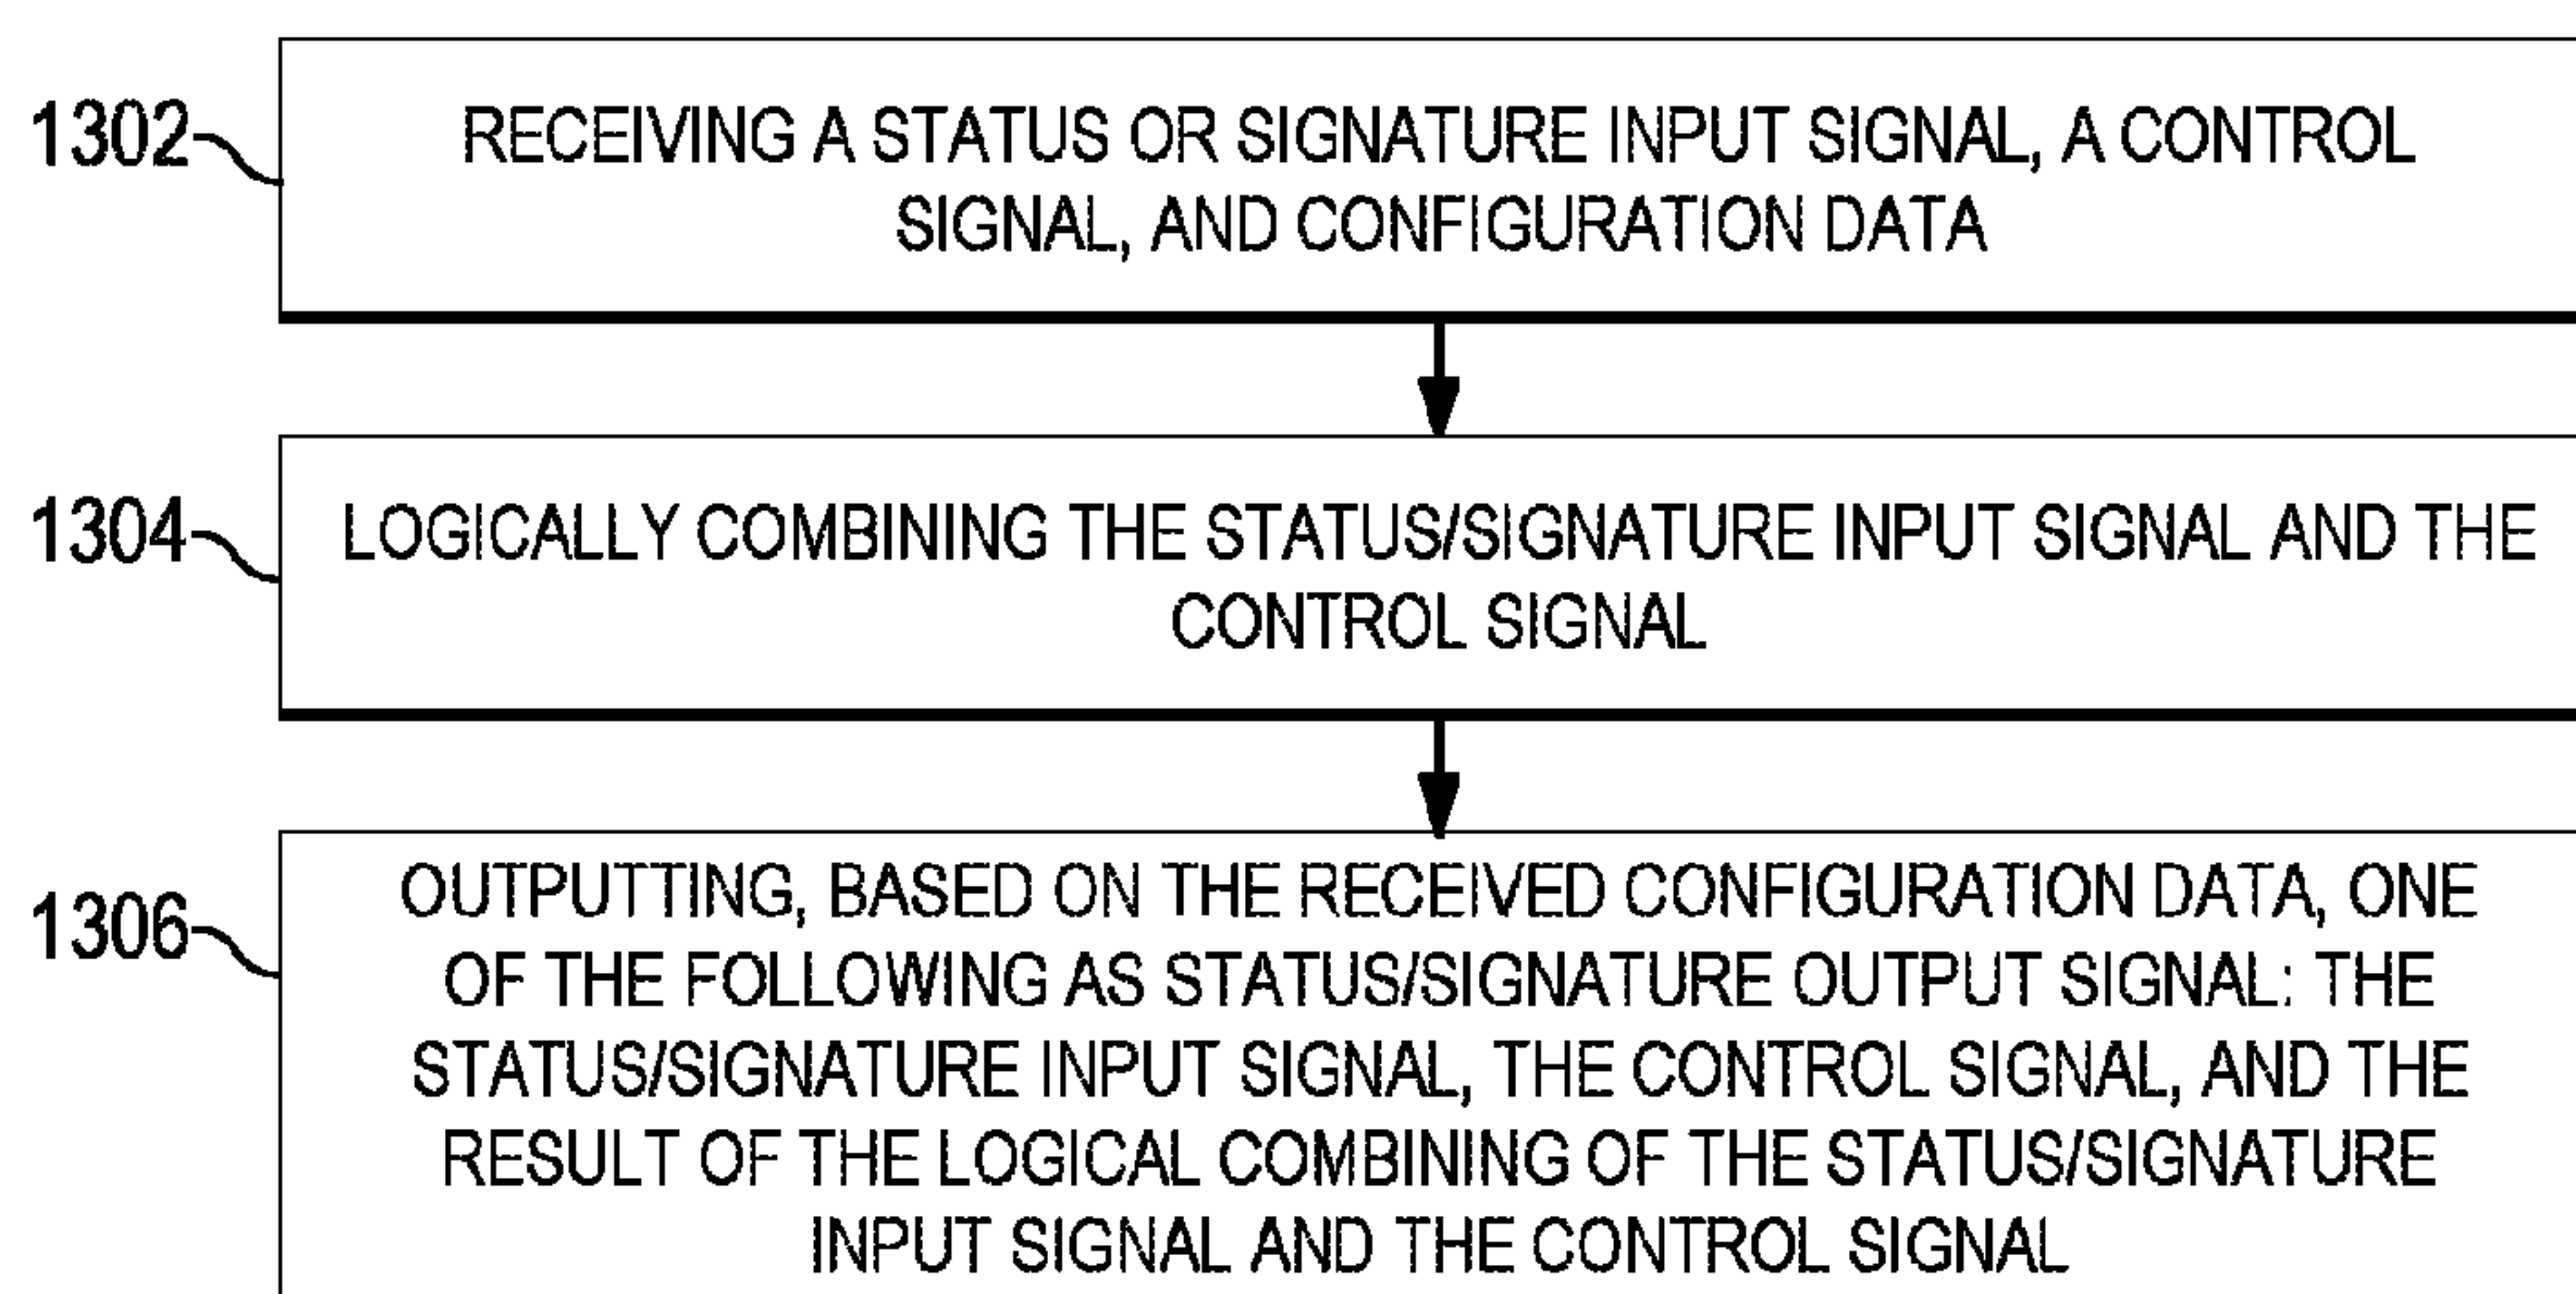 1302
RECEIVING A STATUS OR SIGNATURE INPUT SIGNAL, A CONTROL
SIGNAL, AND CONFIGURATION DATA
1304
LOGICALLY COMBINING THE STATUS/SIGNATURE INPUT SIGNAL AND THE
CONTROL SIGNAL
1306
OUTPUTTING, BASED ON THE RECEIVED CONFIGURATION DATA, ONE
OF THE FOLLOWING AS STATUS/SIGNATURE OUTPUT SIGNAL: THE
STATUS/SIGNATURE INPUT SIGNAL, THE CONTROL SIGNAL, AND THE
RESULT OF THE LOGICAL COMBINING OF THE STATUS/SIGNATURE
INPUT SIGNAL AND THE CONTROL SIGNAL